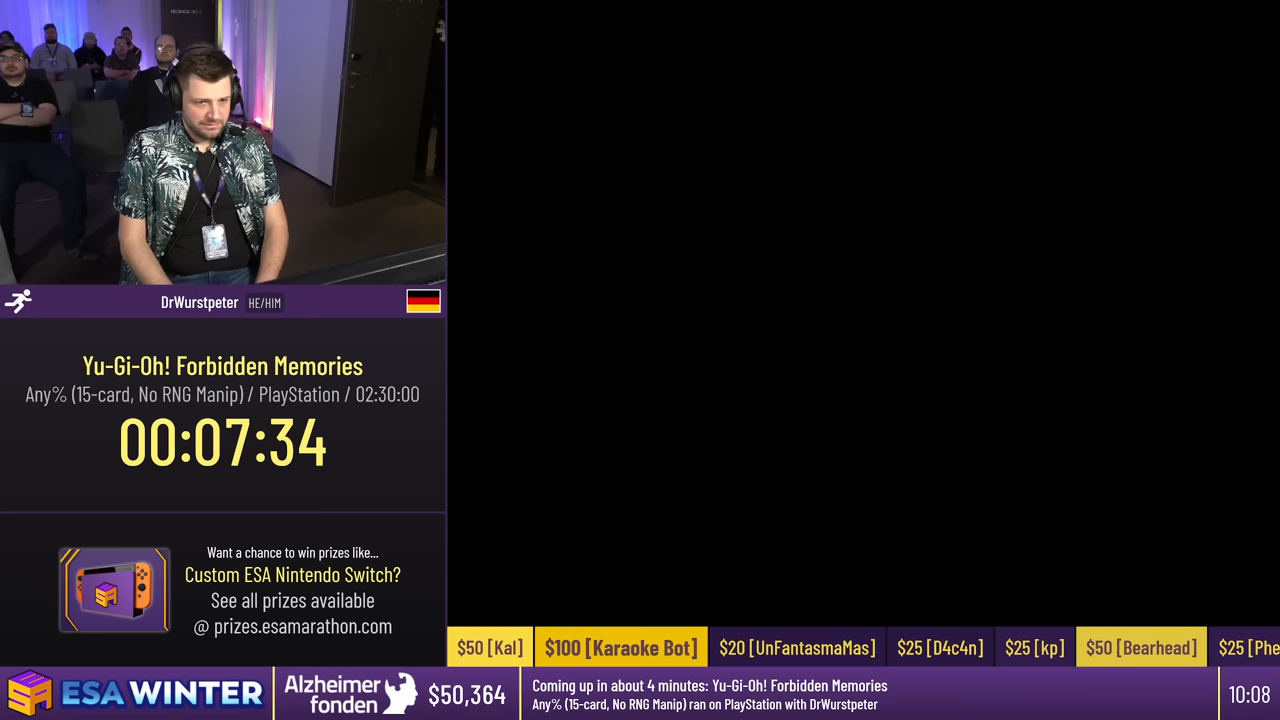 DrWurstpeter HE/HIM
Yu-Gi-Oh! Forbidden Memories
Any% (15-card, No RNG Manip) / PlayStation / 02:30:00
00:07:34
Want a chance to win prizes like...
Custom ESA Nintendo Switch?
See all prizes available
@ prizes.esamarathon.com
$50 [Kal] $100 [Karaoke Bot] $20 [UnFantasmaMas] $25 [D4c4n] $25 [kp] $50 [Bearhead] $25 [Phe
ESA WINTER
Alzheimer
fonden
$50,364
Coming up in about 4 minutes: Yu-Gi-Oh! Forbidden Memories
Any% (15-card, No RNG Manip) ran on PlayStation with DrWurstpeter
10:08